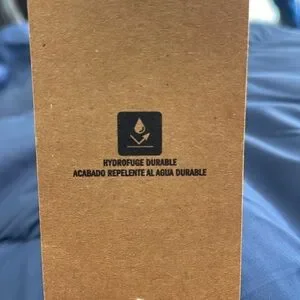 HYDROFUGE DURABLE
ACABADO REPELENTE AL AGUA DURABLE